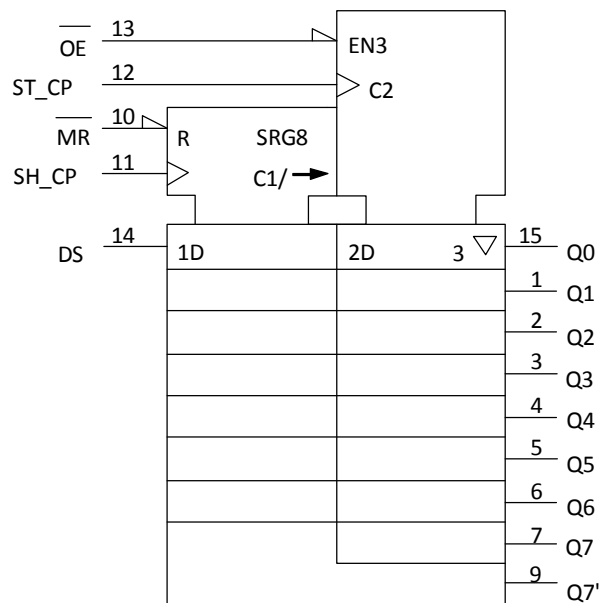 OE 13 EN3
ST_CP 12 C2
MR 10 R SRG8
SH_CP 11 C1/
DS 14 1D 2D 3 15 Q0
1 Q1
2 Q2
3 Q3
4 Q4
5 Q5
6 Q6
7 Q7
9 Q7'